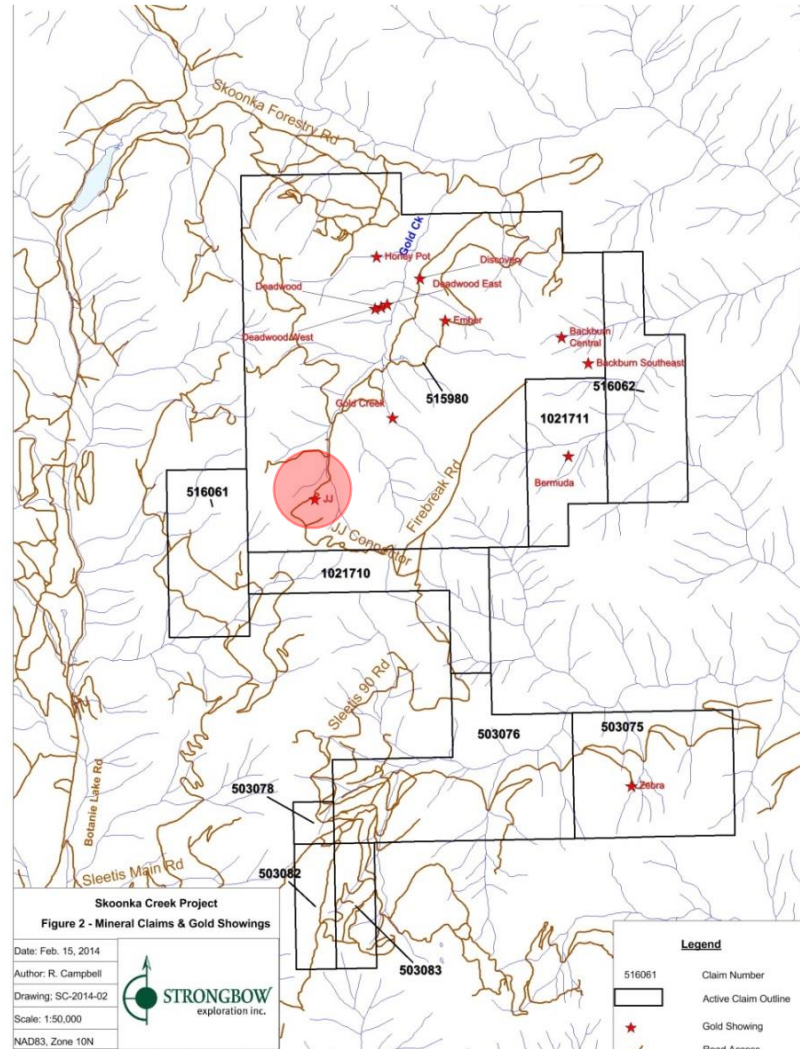 Skoonka Forestry Rd
Gold Ck
Honey Pot
Discovery
Deadwood
Deadwood East
Ember
Deadwood West
Backburn
Central
Backburn Southeast
515980
516062
Gold Creek
1021711
Firebreak Rd
Bermuda
516061
JJ
JJ Connector
1021710
Sleetis 90 Rd
503076
503075
Zebra
503078
Botanie Lake Rd
Sleetis Main Rd
503082
503083
Skoonka Creek Project
Figure 2 - Mineral Claims & Gold Showings
Date: Feb. 15, 2014
Author: R. Campbell
Drawing: SC-2014-02
Scale: 1:50,000
NAD83, Zone 10N
STRONGBOW
exploration inc.
Legend
516061 Claim Number
Active Claim Outline
Gold Showing
Road Access